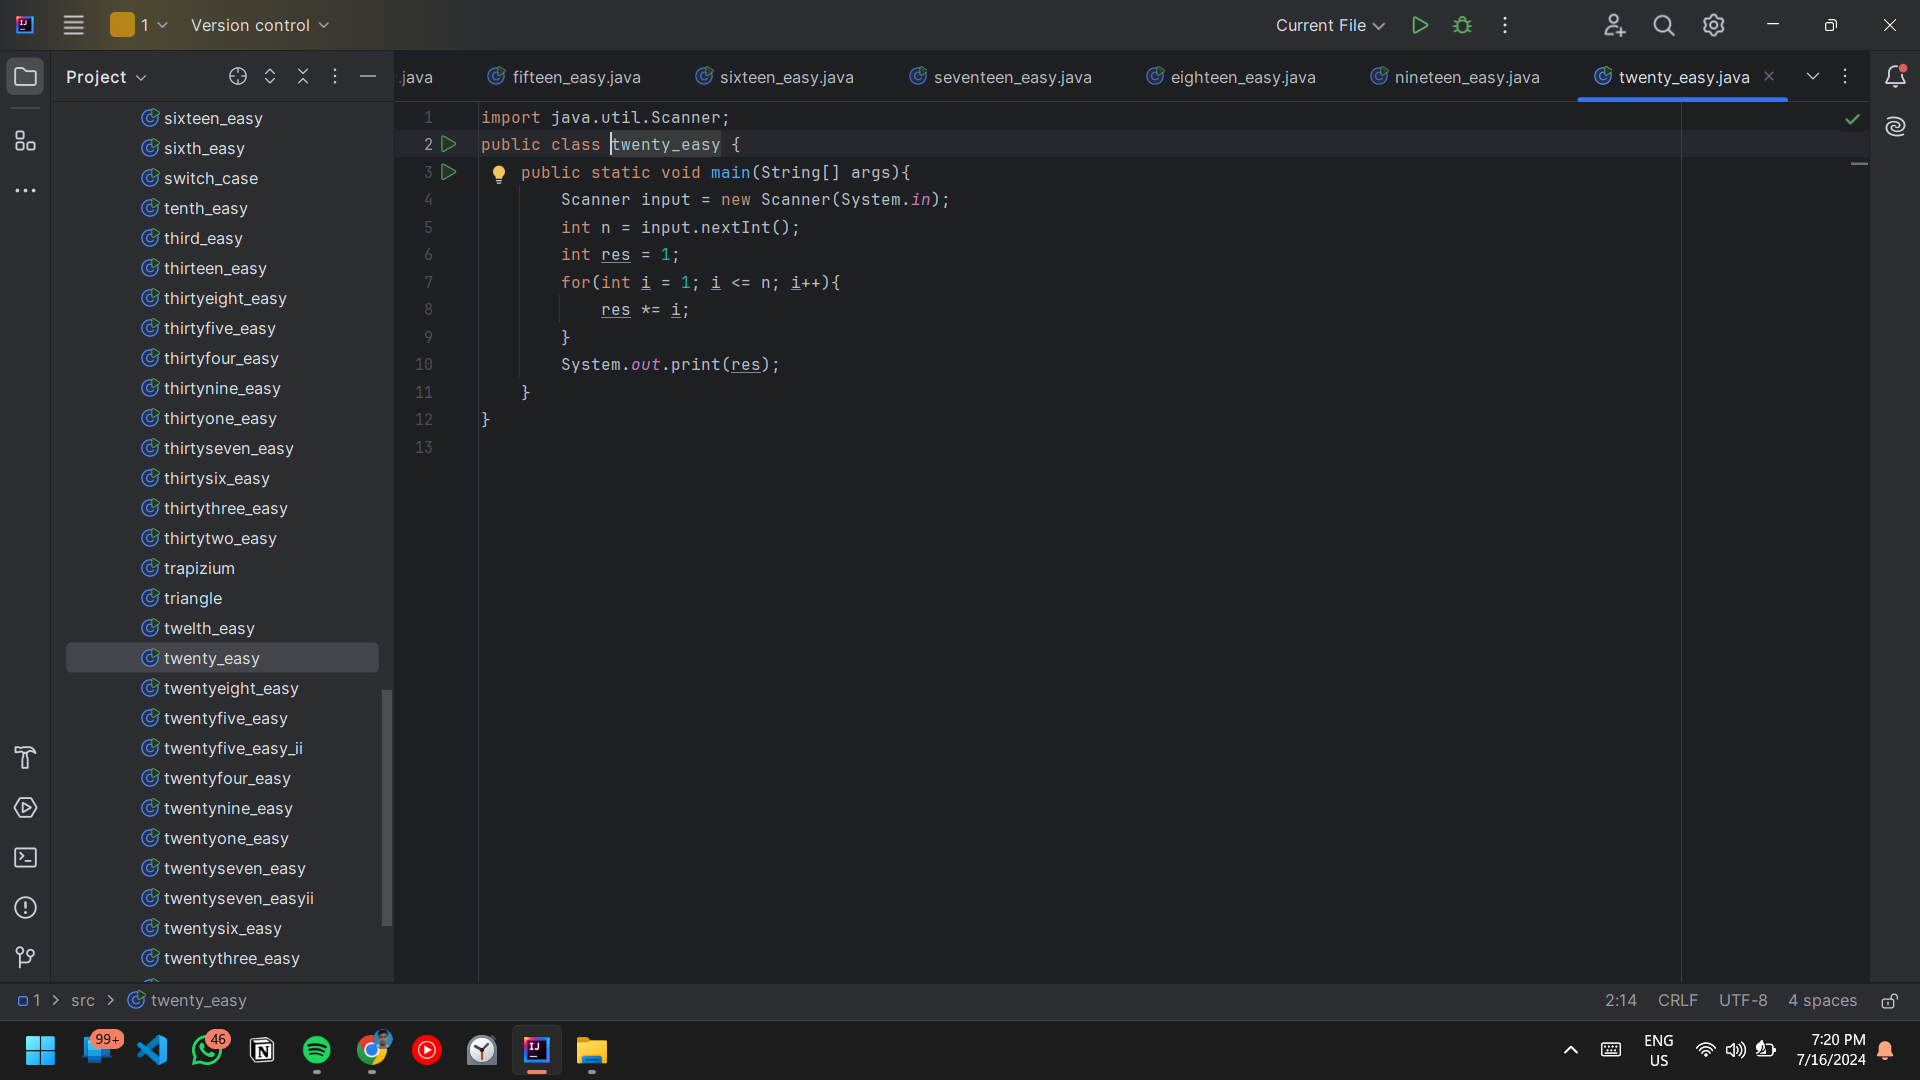 1
Version control
Current File
Project
.java
fifteen_easy.java
sixteen_easy.java
seventeen_easy.java
eighteen_easy.java
nineteen_easy.java
twenty_easy.java
sixteen_easy
sixth_easy
switch_case
tenth_easy
third_easy
thirteen_easy
thirtyeight_easy
thirtyfive_easy
thirtyfour_easy
thirtynine_easy
thirtyone_easy
thirtyseven_easy
thirtysix_easy
thirtythree_easy
thirtytwo_easy
trapizium
triangle
twelth_easy
twenty_easy
twentyeight_easy
twentyfive_easy
twentyfive_easy_ii
twentyfour_easy
twentynine_easy
twentyone_easy
twentyseven_easy
twentyseven_easyii
twentysix_easy
twentythree_easy
1 import java.util.Scanner;
2 public class twenty_easy {
3 public static void main(String[] args){
4 Scanner input = new Scanner(System.in);
5 int n = input.nextInt();
6 int res = 1;
7 for(int i = 1; i <= n; i++){
8 res *= i;
9 }
10 System.out.print(res);
11 }
12 }
13
1 > src > twenty_easy
2:14 CRLF UTF-8 4 spaces
99+
46
ENG
US
7:20 PM
7/16/2024